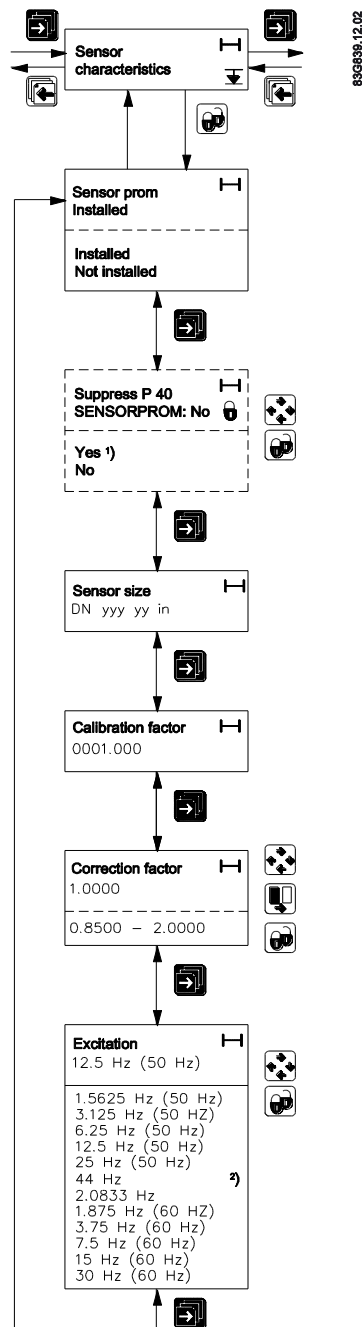 83G839.12.02
Sensor
characteristics
Sensor prom
Installed
Installed
Not installed
Suppress P 40
SENSORPROM: No
Yes ¹)
No
Sensor size
DN yyy yy in
Calibration factor
0001.000
Correction factor
1.0000
0.8500 – 2.0000
Excitation
12.5 Hz (50 Hz)
1.5625 Hz (50 Hz)
3.125 Hz (50 HZ)
6.25 Hz (50 Hz)
12.5 Hz (50 Hz)
25 Hz (50 Hz)
44 Hz ²)
2.0833 Hz
1.875 Hz (60 HZ)
3.75 Hz (60 Hz)
7.5 Hz (60 Hz)
15 Hz (60 Hz)
30 Hz (60 Hz)